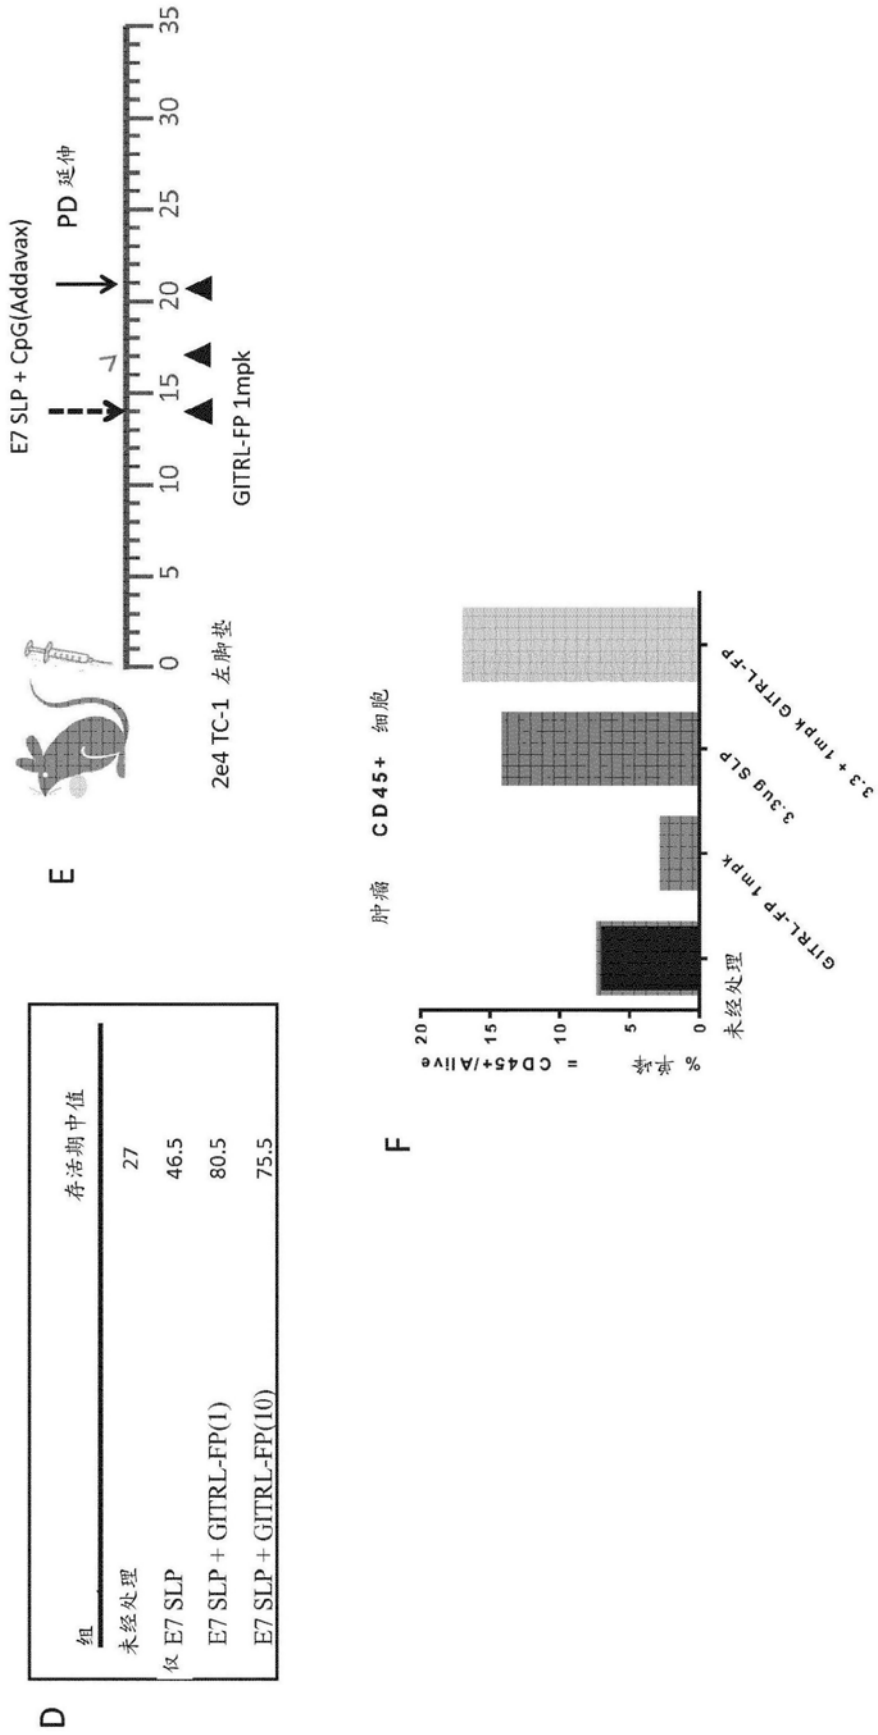 D
组 存活期中值
未经处理 27
仅 E7 SLP 46.5
E7 SLP + GITRL-FP(1) 80.5
E7 SLP + GITRL-FP(10) 75.5
E
E7 SLP + CpG(Addavax)
PD 延伸
0 5 10 15 20 25 30 35
2e4 TC-1 左脚垫
GITRL-FP 1mpk
F
肿瘤 CD45+ 细胞
% 单峰 = CD45+/Alive
20
15
10
5
0
未经处理
GITRL-FP 1mpk
3.3ug SLP
3.3 + 1mpk GITRL-FP